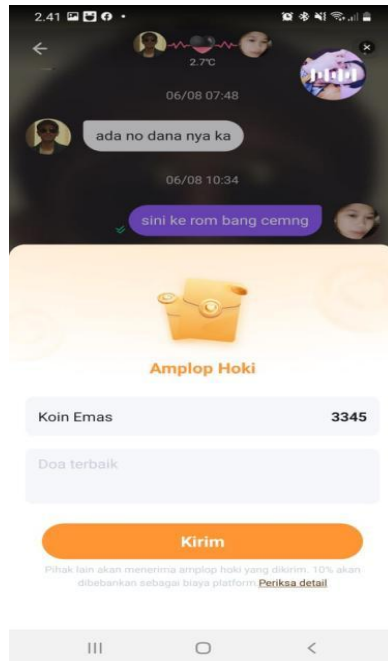 2.41
2.7°C
06/08 07:48
ada no dana nya ka
06/08 10:34
sini ke rom bang cemng
Amplop Hoki
Koin Emas 3345
Doa terbaik
Kirim
Pihak lain akan menerima amplop hoki yang dikirim. 10% akan
dibebankan sebagai biaya platform. Periksa detail